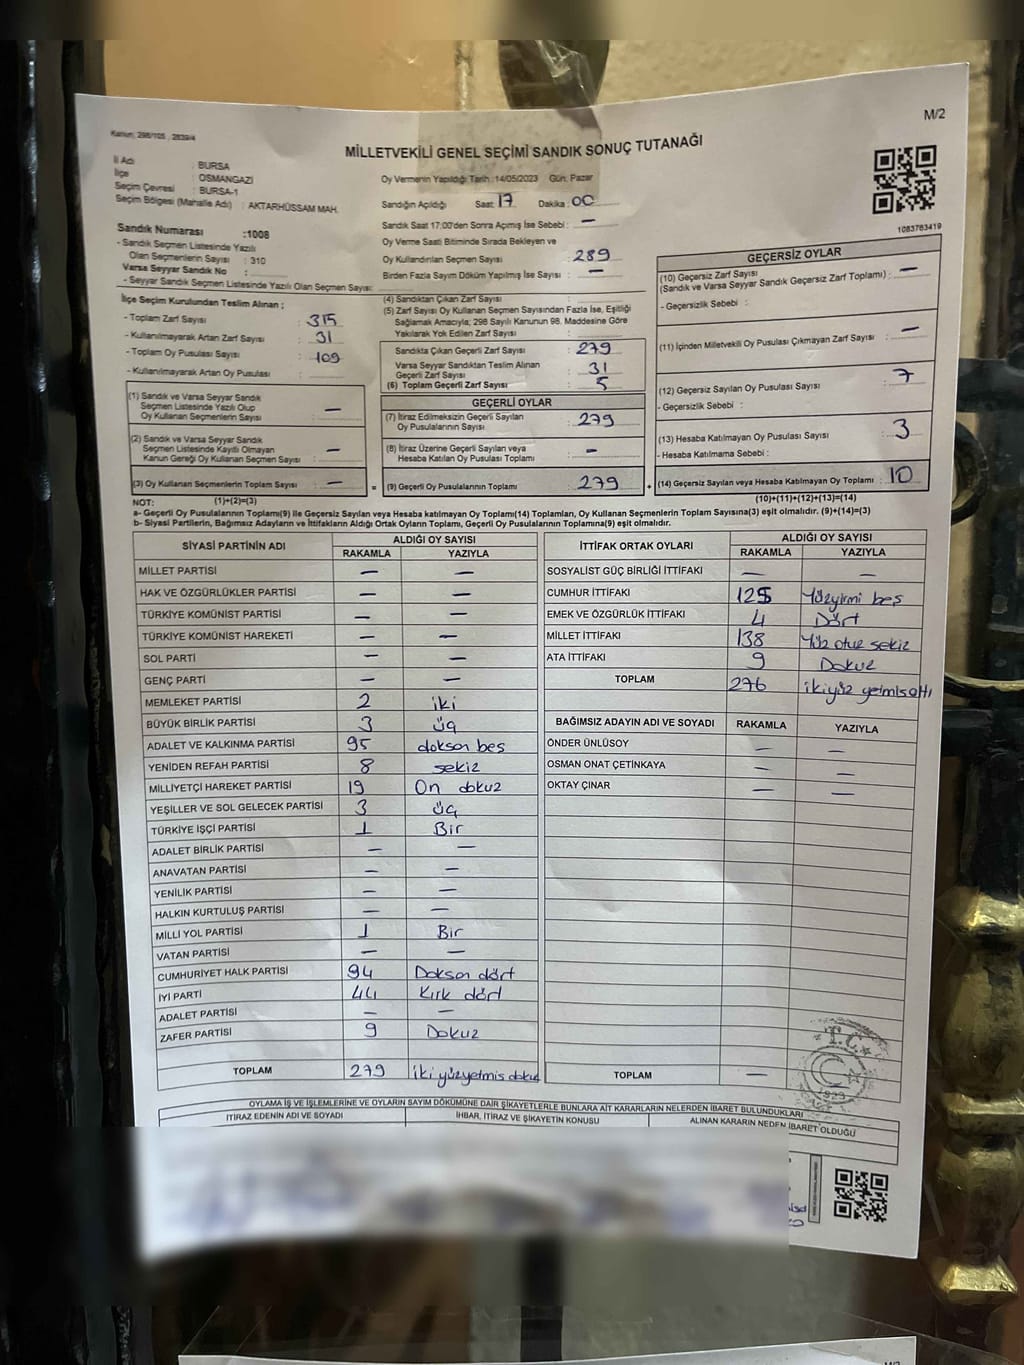 M/2
Kanun: 298/105 , 2839/4
MİLLETVEKİLİ GENEL SEÇİMİ SANDIK SONUÇ TUTANAĞI
İl Adı : BURSA
İlçe : OSMANGAZİ
Seçim Çevresi : BURSA-1
Seçim Bölgesi (Mahalle Adı) : AKTARHÜSSAM MAH.
Oy Vermenin Yapıldığı Tarih :14/05/2023 Gün: Pazar
Sandığın Açıldığı Saat: 17 Dakika: 00
Sandık Saat 17:00'den Sonra Açılmış İse Sebebi : —
Oy Verme Saati Bitiminde Sırada Bekleyen ve
Oy Kullandırılan Seçmen Sayısı : 289
Birden Fazla Sayım Döküm Yapılmış İse Sayısı : —
Sandık Numarası :1008
- Sandık Seçmen Listesinde Yazılı
Olan Seçmenlerin Sayısı : 310
Varsa Seyyar Sandık No :
- Seyyar Sandık Seçmen Listesinde Yazılı Olan Seçmen Sayısı:
1083763419
İlçe Seçim Kurulundan Teslim Alınan ;
- Toplam Zarf Sayısı : 315
- Kullanılmayarak Artan Zarf Sayısı : 31
- Toplam Oy Pusulası Sayısı : 109
- Kullanılmayarak Artan Oy Pusulası :
(4) Sandıktan Çıkan Zarf Sayısı :
(5) Zarf Sayısı Oy Kullanan Seçmen Sayısından Fazla İse, Eşitliği
Sağlamak Amacıyla; 298 Sayılı Kanunun 98. Maddesine Göre
Yakılarak Yok Edilen Zarf Sayısı :
Sandıkta Çıkan Geçerli Zarf Sayısı : 279
Varsa Seyyar Sandıktan Teslim Alınan
Geçerli Zarf Sayısı : 31
(6) Toplam Geçerli Zarf Sayısı : 5
GEÇERSİZ OYLAR
(10) Geçersiz Zarf Sayısı
(Sandık ve Varsa Seyyar Sandık Geçersiz Zarf Toplamı) : —
- Geçersizlik Sebebi :
(11) İçinden Milletvekili Oy Pusulası Çıkmayan Zarf Sayısı : —
(12) Geçersiz Sayılan Oy Pusulası Sayısı : 7
- Geçersizlik Sebebi :
(13) Hesaba Katılmayan Oy Pusulası Sayısı : 3
- Hesaba Katılmama Sebebi :
(14) Geçersiz Sayılan veya Hesaba Katılmayan Oy Toplamı : 10
(1) Sandık ve Varsa Seyyar Sandık
Seçmen Listesinde Yazılı Olup
Oy Kullanan Seçmenlerin Sayısı : —
(2) Sandık ve Varsa Seyyar Sandık
Seçmen Listesinde Kayıtlı Olmayan
Kanun Gereği Oy Kullanan Seçmen Sayısı : —
(3) Oy Kullanan Seçmenlerin Toplam Sayısı : — =
GEÇERLİ OYLAR
(7) İtiraz Edilmeksizin Geçerli Sayılan
Oy Pusulalarının Sayısı : 279
(8) İtiraz Üzerine Geçerli Sayılan veya
Hesaba Katılan Oy Pusulası Toplamı : —
(9) Geçerli Oy Pusulalarının Toplamı : 279 +
NOT: (1)+(2)=(3) (10)+(11)+(12)+(13)=(14)
a- Geçerli Oy Pusulalarının Toplamı(9) ile Geçersiz Sayılan veya Hesaba katılmayan Oy Toplamı(14) Toplamları, Oy Kullanan Seçmenlerin Toplam Sayısına(3) eşit olmalıdır. (9)+(14)=(3)
b- Siyasi Partilerin, Bağımsız Adayların ve İttifakların Aldığı Ortak Oyların Toplamı, Geçerli Oy Pusulalarının Toplamına(9) eşit olmalıdır.
SİYASİ PARTİNİN ADI ALDIĞI OY SAYISI
RAKAMLA YAZIYLA
MİLLET PARTİSİ — —
HAK VE ÖZGÜRLÜKLER PARTİSİ — —
TÜRKİYE KOMÜNİST PARTİSİ — —
TÜRKİYE KOMÜNİST HAREKETİ — —
SOL PARTİ — —
GENÇ PARTİ — —
MEMLEKET PARTİSİ 2 iki
BÜYÜK BİRLİK PARTİSİ 3 üç
ADALET VE KALKINMA PARTİSİ 95 doksan beş
YENİDEN REFAH PARTİSİ 8 sekiz
MİLLİYETÇİ HAREKET PARTİSİ 19 On dokuz
YEŞİLLER VE SOL GELECEK PARTİSİ 3 üç
TÜRKİYE İŞÇİ PARTİSİ 1 Bir
ADALET BİRLİK PARTİSİ — —
ANAVATAN PARTİSİ — —
YENİLİK PARTİSİ — —
HALKIN KURTULUŞ PARTİSİ — —
MİLLİ YOL PARTİSİ 1 Bir
VATAN PARTİSİ — —
CUMHURİYET HALK PARTİSİ 94 Doksan dört
İYİ PARTİ 44 Kırk dört
ADALET PARTİSİ — —
ZAFER PARTİSİ 9 Dokuz
TOPLAM 279 iki yüzyetmis dokuz
İTTİFAK ORTAK OYLARI ALDIĞI OY SAYISI
RAKAMLA YAZIYLA
SOSYALİST GÜÇ BİRLİĞİ İTTİFAKI — —
CUMHUR İTTİFAKI 125 Yüzyirmi beş
EMEK VE ÖZGÜRLÜK İTTİFAKI 4 Dört
MİLLET İTTİFAKI 138 Yüz otuz sekiz
ATA İTTİFAKI 9 Dokuz
TOPLAM 276 ikiyüz yetmisaltı
BAĞIMSIZ ADAYIN ADI VE SOYADI RAKAMLA YAZIYLA
ÖNDER ÜNLÜSOY — —
OSMAN ONAT ÇETİNKAYA — —
OKTAY ÇINAR — —
TOPLAM —
T.C.
OYLAMA İŞ VE İŞLEMLERİNE VE OYLARIN SAYIM DÖKÜMÜNE DAİR ŞİKAYETLERLE BUNLARA AİT KARARLARIN NELERDEN İBARET BULUNDUKLARI
İTİRAZ EDENİN ADI VE SOYADI İHBAR, İTİRAZ VE ŞİKAYETİN KONUSU ALINAN KARARIN NEDEN İBARET OLDUĞU